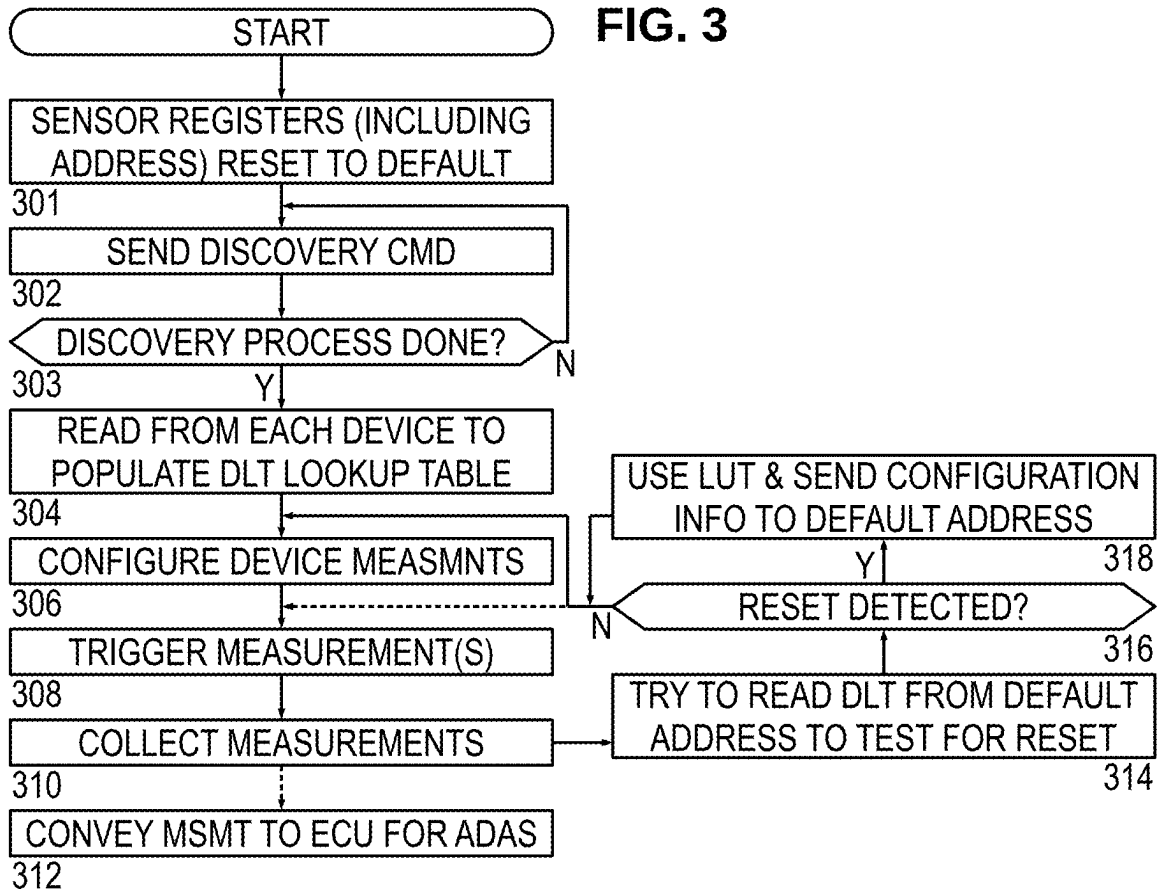 FIG. 3
START
SENSOR REGISTERS (INCLUDING
ADDRESS) RESET TO DEFAULT
301
SEND DISCOVERY CMD
302
DISCOVERY PROCESS DONE?
N
303
Y
READ FROM EACH DEVICE TO
POPULATE DLT LOOKUP TABLE
304
CONFIGURE DEVICE MEASMNTS
306
TRIGGER MEASUREMENT(S)
308
COLLECT MEASUREMENTS
310
CONVEY MSMT TO ECU FOR ADAS
312
USE LUT & SEND CONFIGURATION
INFO TO DEFAULT ADDRESS
318
Y
RESET DETECTED?
N
316
TRY TO READ DLT FROM DEFAULT
ADDRESS TO TEST FOR RESET
314